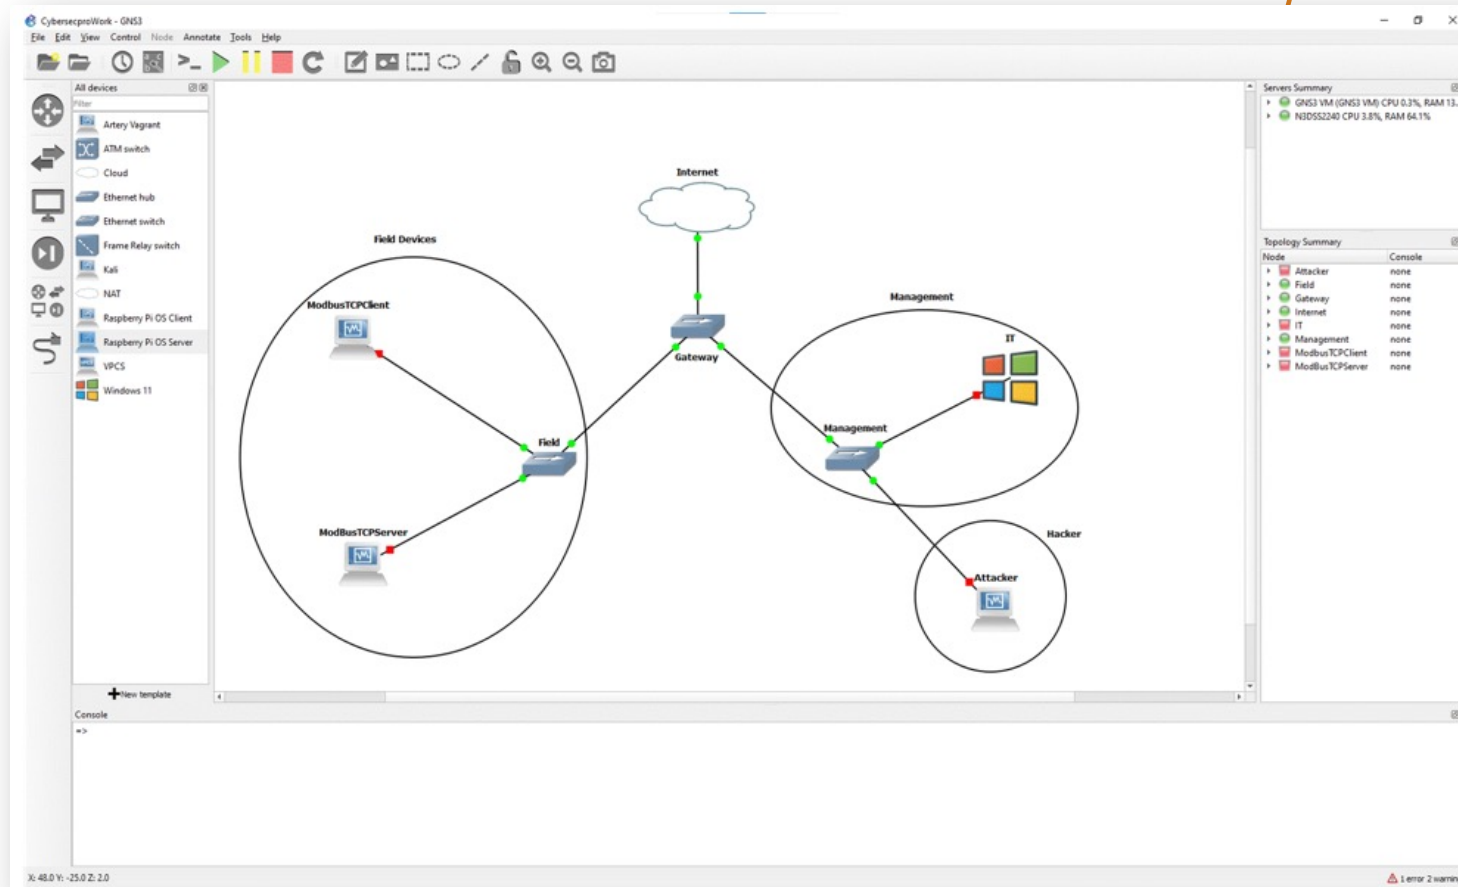 CybersecproWork - GNS3
File Edit View Control Node Annotate Tools Help
All devices
Filter
Artery Vagrant
ATM switch
Cloud
Ethernet hub
Ethernet switch
Frame Relay switch
Kali
NAT
Raspberry Pi OS Client
Raspberry Pi OS Server
VPCS
Windows 11
New template
Internet
Field Devices
ModbusTCPClient
Management
IT
Gateway
Management
Field
ModBusTCPServer
Hacker
Attacker
Servers Summary
GNS3 VM (GNS3 VM) CPU 0.3%, RAM 13..
N3DSS2240 CPU 3.8%, RAM 64.1%
Topology Summary
Node Console
Attacker none
Field none
Gateway none
Internet none
IT none
Management none
ModbusTCPClient none
ModBusTCPServer none
Console
=>
X: 48.0 Y: -25.0 Z: 2.0
1 error 2 warnin